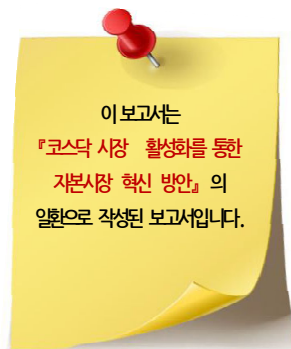 이 보고서는
『코스닥 시장 활성화를 통한
자본시장 혁신 방안』 의
일환으로 작성된 보고서입니다.